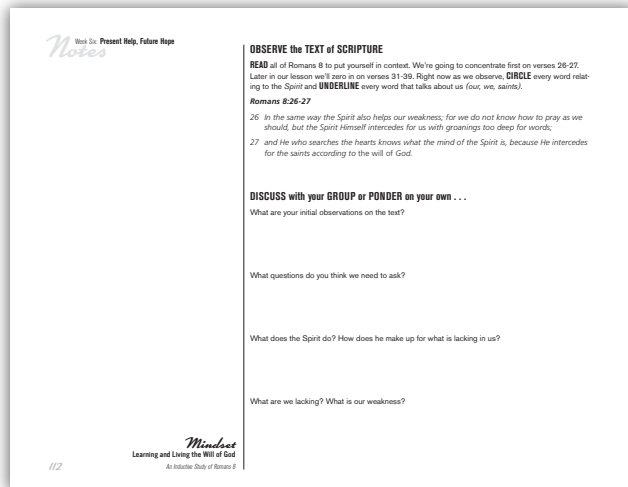 Week Six: Present Help, Future Hope
Notes
OBSERVE the TEXT of SCRIPTURE
READ all of Romans 8 to put yourself in context. We're going to concentrate first on verses 26-27.
Later in our lesson we'll zero in on verses 31-39. Right now as we observe, CIRCLE every word relat-
ing to the Spirit and UNDERLINE every word that talks about us (our, we, saints).
Romans 8:26-27
26 In the same way the Spirit also helps our weakness; for we do not know how to pray as we
should, but the Spirit Himself intercedes for us with groanings too deep for words;
27 and He who searches the hearts knows what the mind of the Spirit is, because He intercedes
for the saints according to the will of God.
DISCUSS with your GROUP or PONDER on your own . . .
What are your initial observations on the text?
What questions do you think we need to ask?
What does the Spirit do? How does he make up for what is lacking in us?
What are we lacking? What is our weakness?
Mindset
Learning and Living the Will of God
An Inductive Study of Romans 8
112